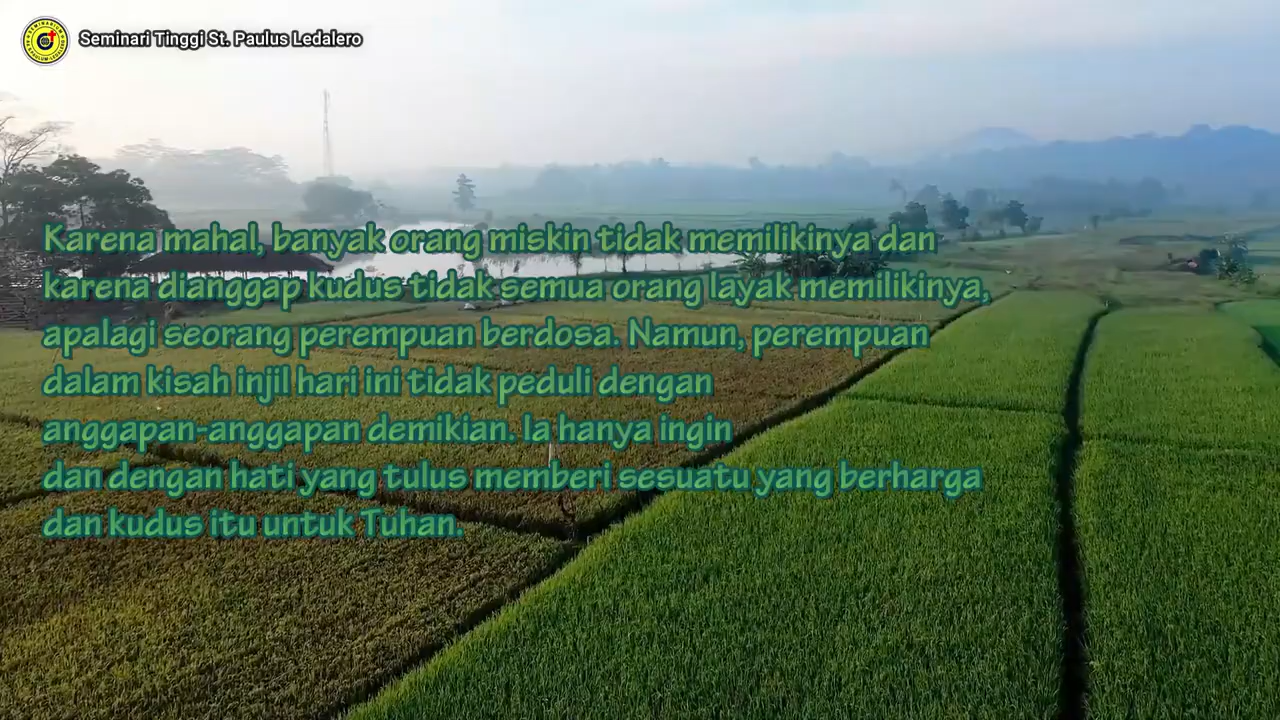 Seminari Tinggi St. Paulus Ledalero
Karena mahal, banyak orang miskin tidak memilikinya dan
karena dianggap kudus tidak semua orang layak memilikinya,
apalagi seorang perempuan berdosa. Namun, perempuan
dalam kisah injil hari ini tidak peduli dengan
anggapan-anggapan demikian. Ia hanya ingin
dan dengan hati yang tulus memberi sesuatu yang berharga
dan kudus itu untuk Tuhan.